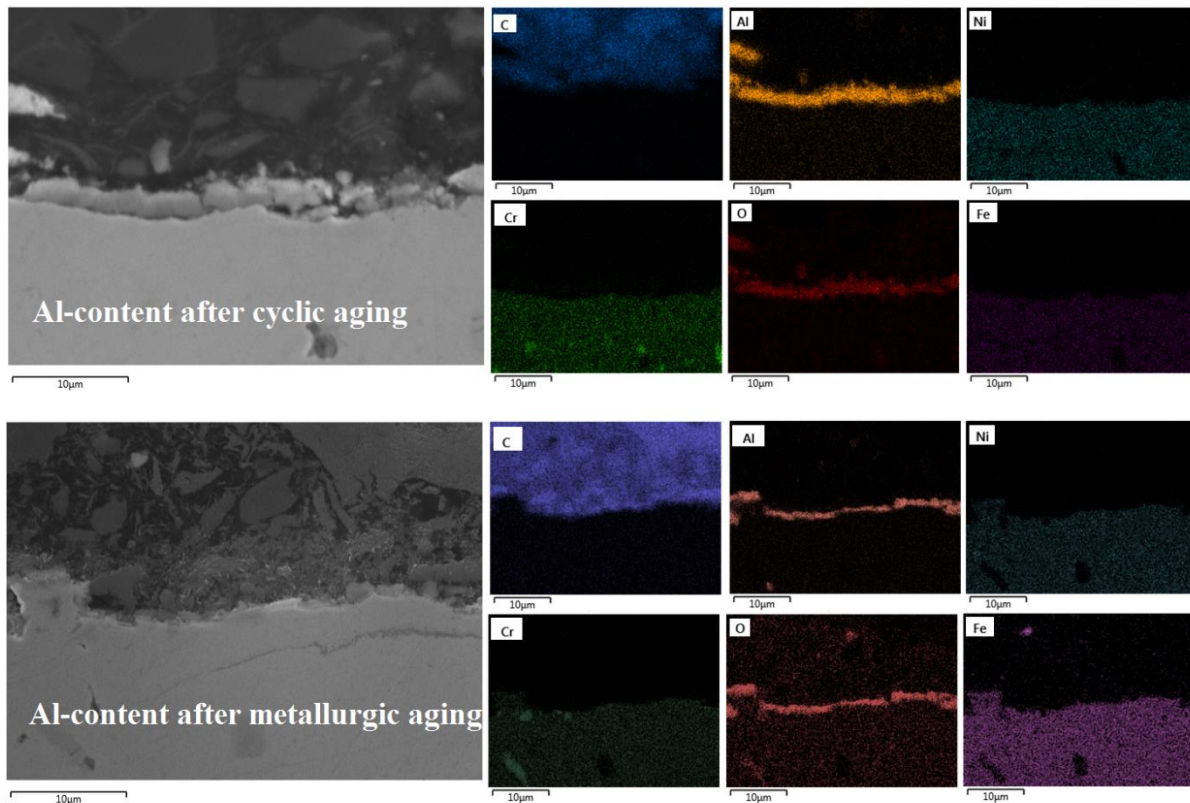 C
Al
Ni
10µm
10µm
10µm
Cr
O
Fe
Al-content after cyclic aging
10µm
10µm
10µm
10µm
C
Al
Ni
10µm
10µm
10µm
Cr
O
Fe
Al-content after metallurgic aging
10µm
10µm
10µm
10µm